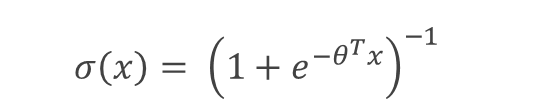 σ(x) = (1 + e^{-θ^T x})^{-1}